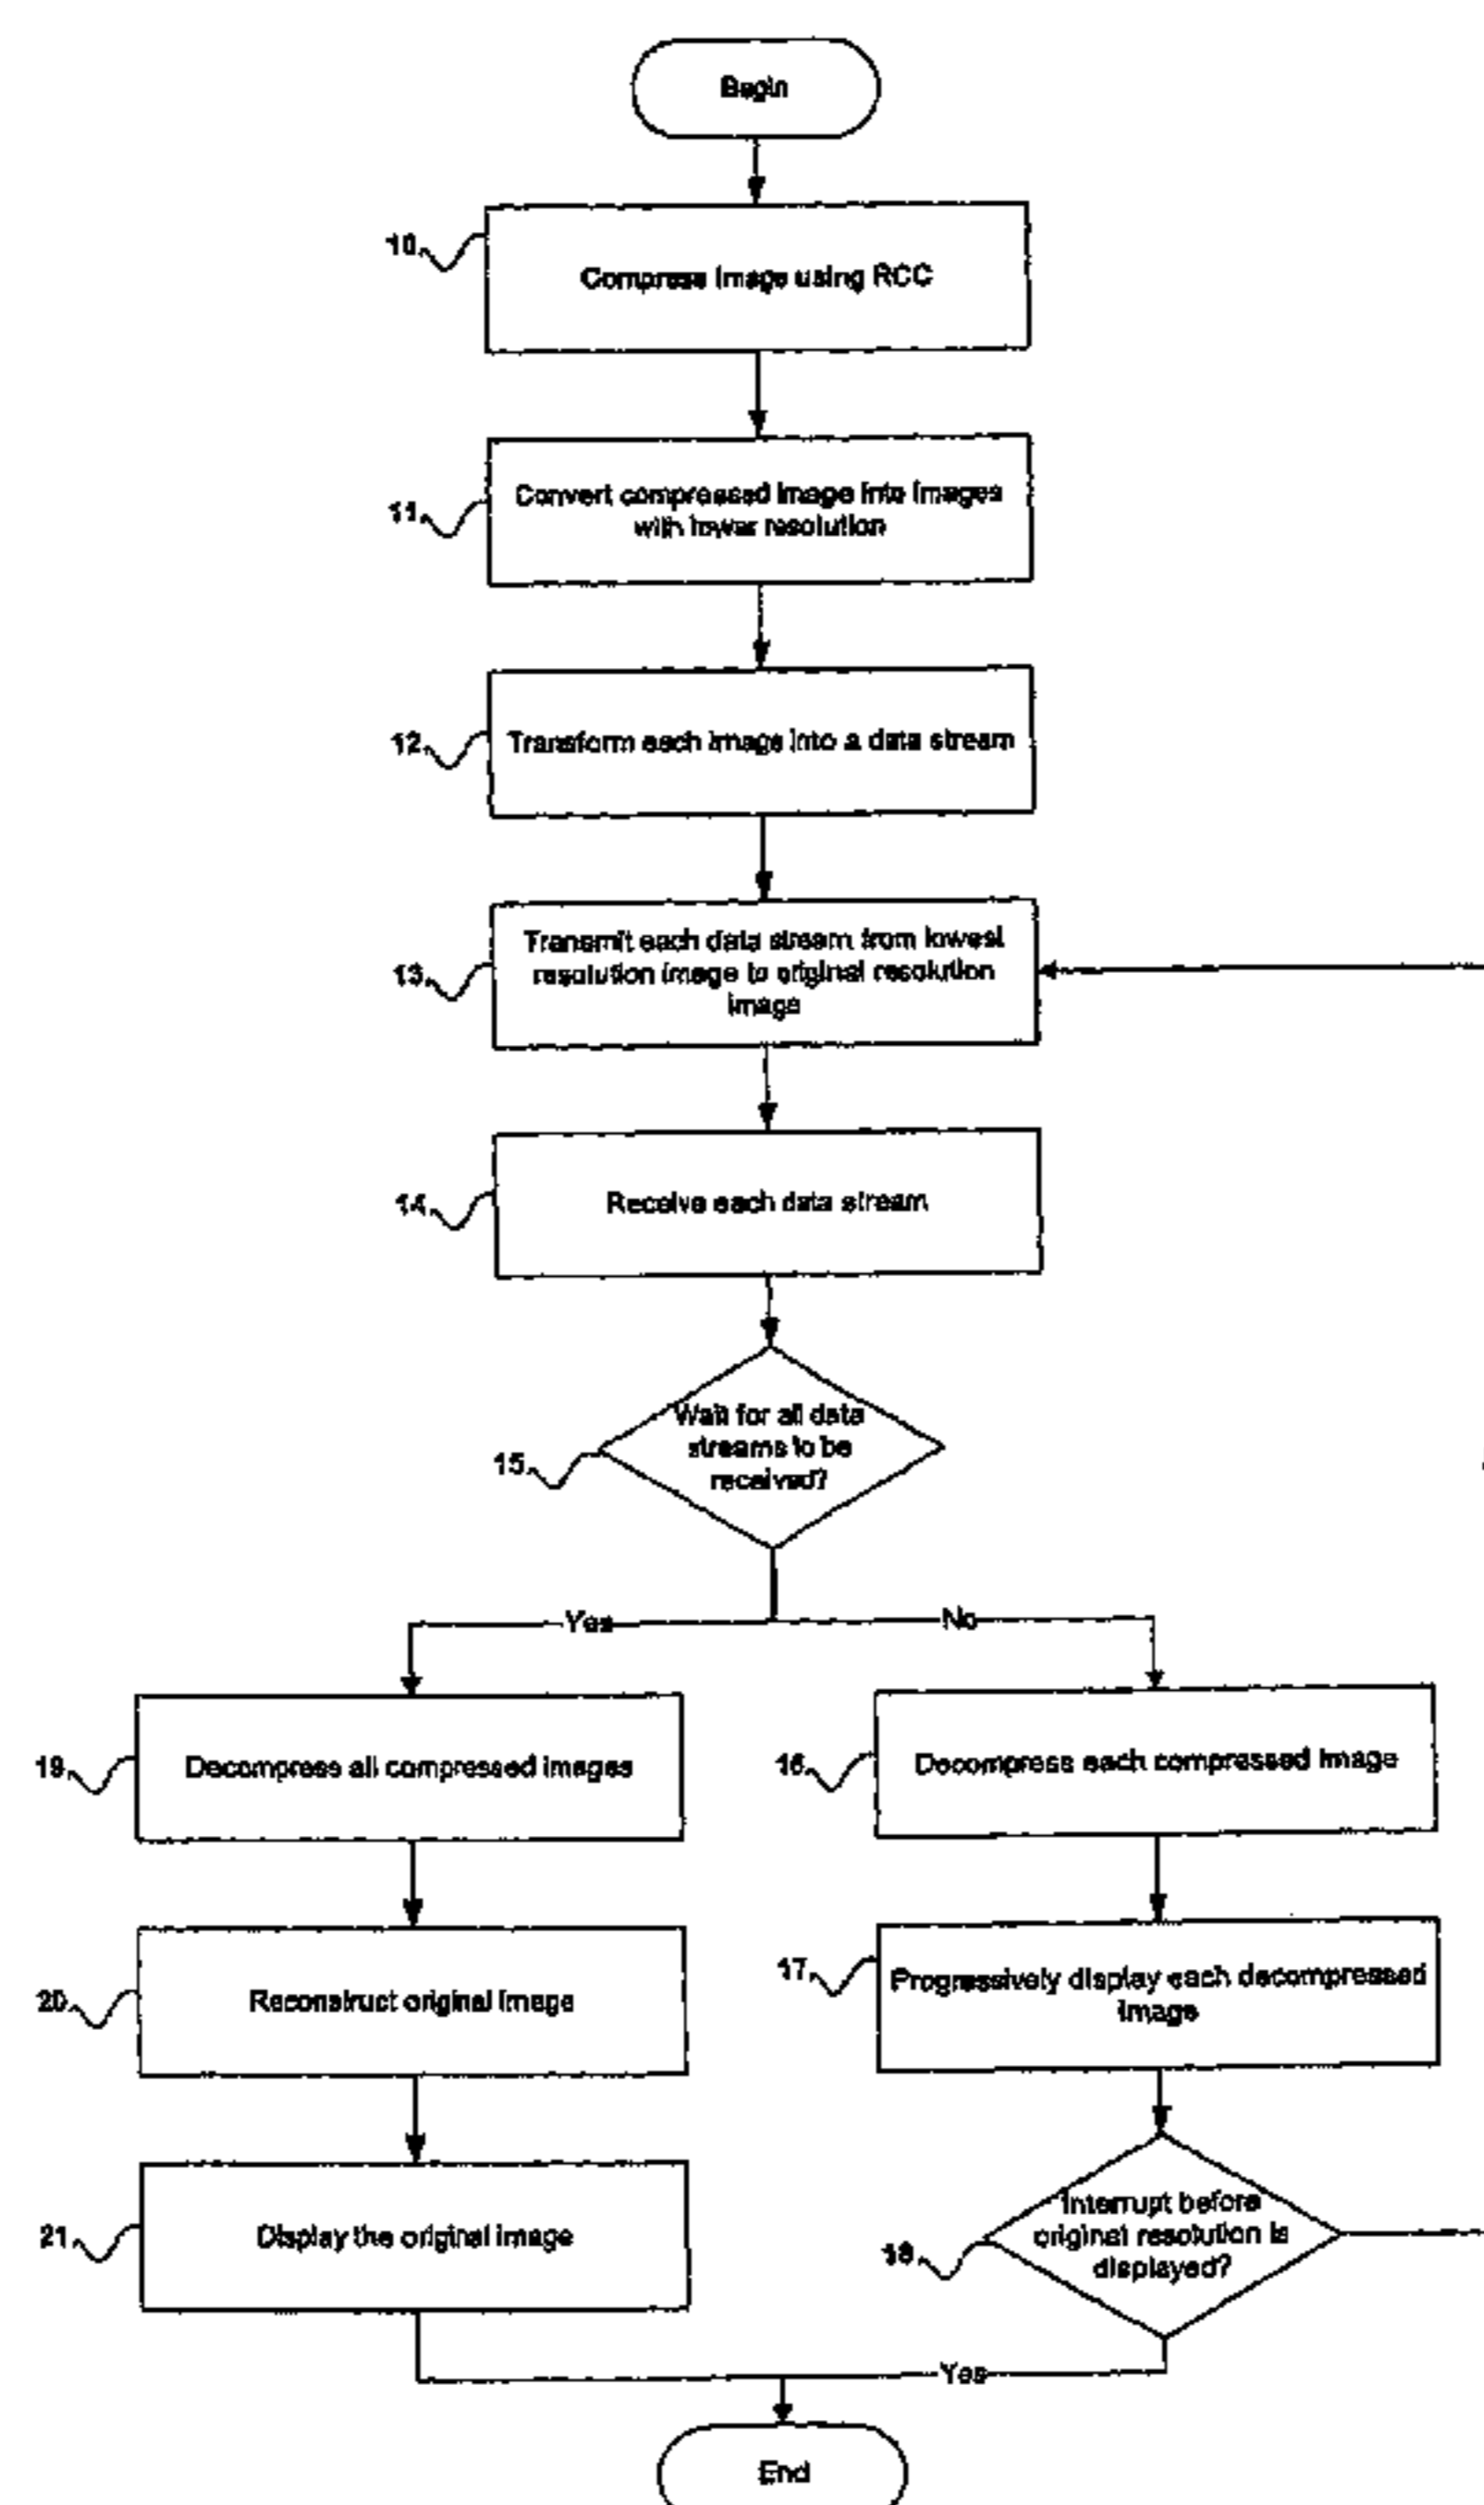 Begin
10
Compress image using RCC
11
Convert compressed image into images
with lower resolution
12
Transform each image into a data stream
13
Transmit each data stream from lowest
resolution image to original resolution
image
14
Receive each data stream
15
Wait for all data
streams to be
received?
Yes
No
19
Decompress all compressed images
16
Decompress each compressed image
20
Reconstruct original image
17
Progressively display each decompressed
image
21
Display the original image
18
Interrupt before
original resolution is
displayed?
Yes
End